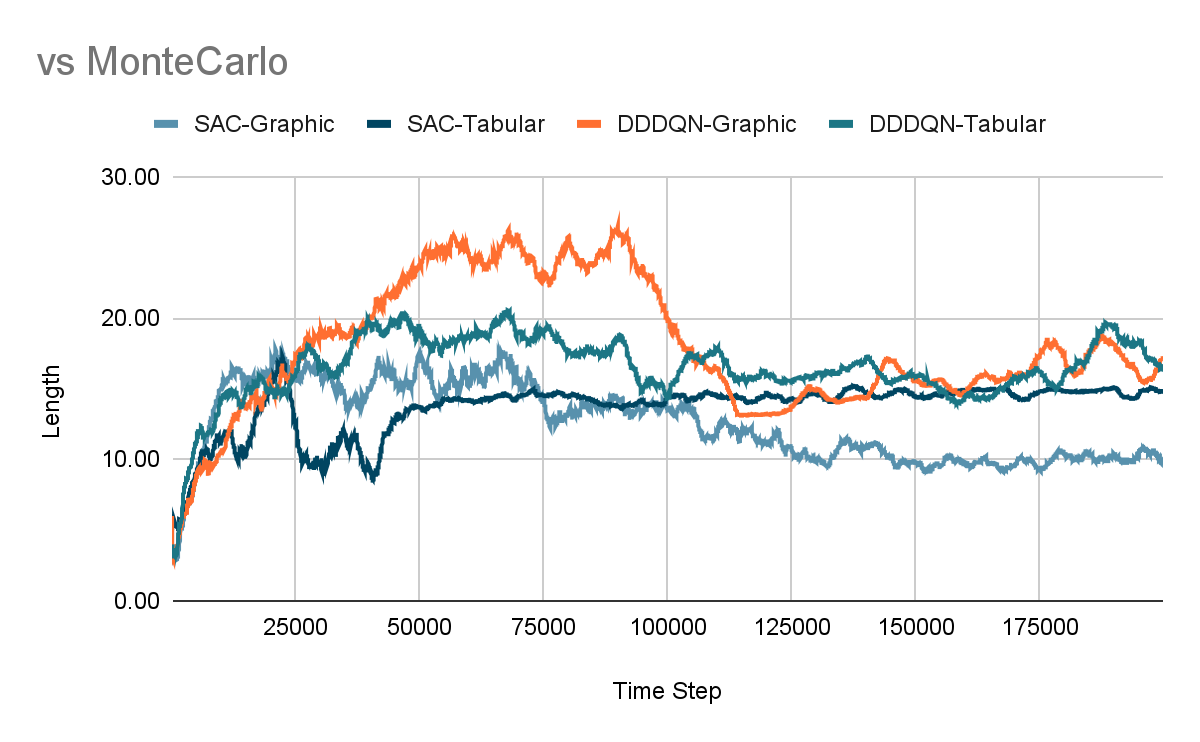 vs MonteCarlo
SAC-Graphic SAC-Tabular DDDQN-Graphic DDDQN-Tabular
30.00
20.00
10.00
0.00
Length
25000 50000 75000 100000 125000 150000 175000
Time Step